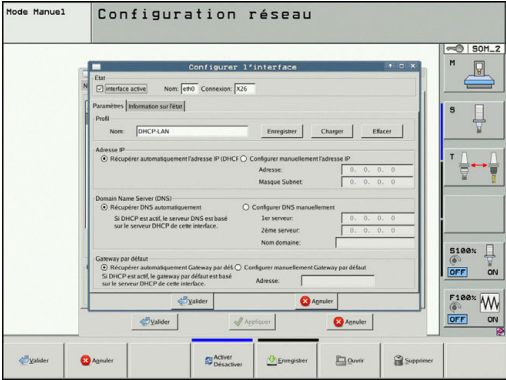 Mode Manuel
Configuration réseau
SOM_2
Configurer l'interface
Etat
interface active Nom: eth0 Connexion: X26
Paramètres Information sur l'état
Profil
Nom: DHCP-LAN Enregistrer Charger Effacer
Adresse IP
Récupérer automatiquement l'adresse IP (DHCF Configurer manuellement l'adresse IP
Adresse: 0. 0. 0. 0
Masque Subnet: 0. 0. 0. 0
Domain Name Server (DNS)
Récupérer DNS automatiquement Configurer DNS manuellement
Si DHCP est actif, le serveur DNS est basé
sur le serveur DHCP de cette interface.
1er serveur: 0. 0. 0. 0
2ème serveur: 0. 0. 0. 0
Nom domaine:
Gateway par défaut
Récupérer automatiquement Gateway par déf Configurer manuellement Gateway par défaut
Si DHCP est actif, le gateway par défaut est basé
sur le serveur DHCP de cette interface.
Adresse:
Valider Annuler
Valider Appliquer Annuler
M
S
T
S100%
OFF ON
F100%
OFF ON
Valider Annuler Activer Désactiver Enregistrer Ouvrir Supprimer